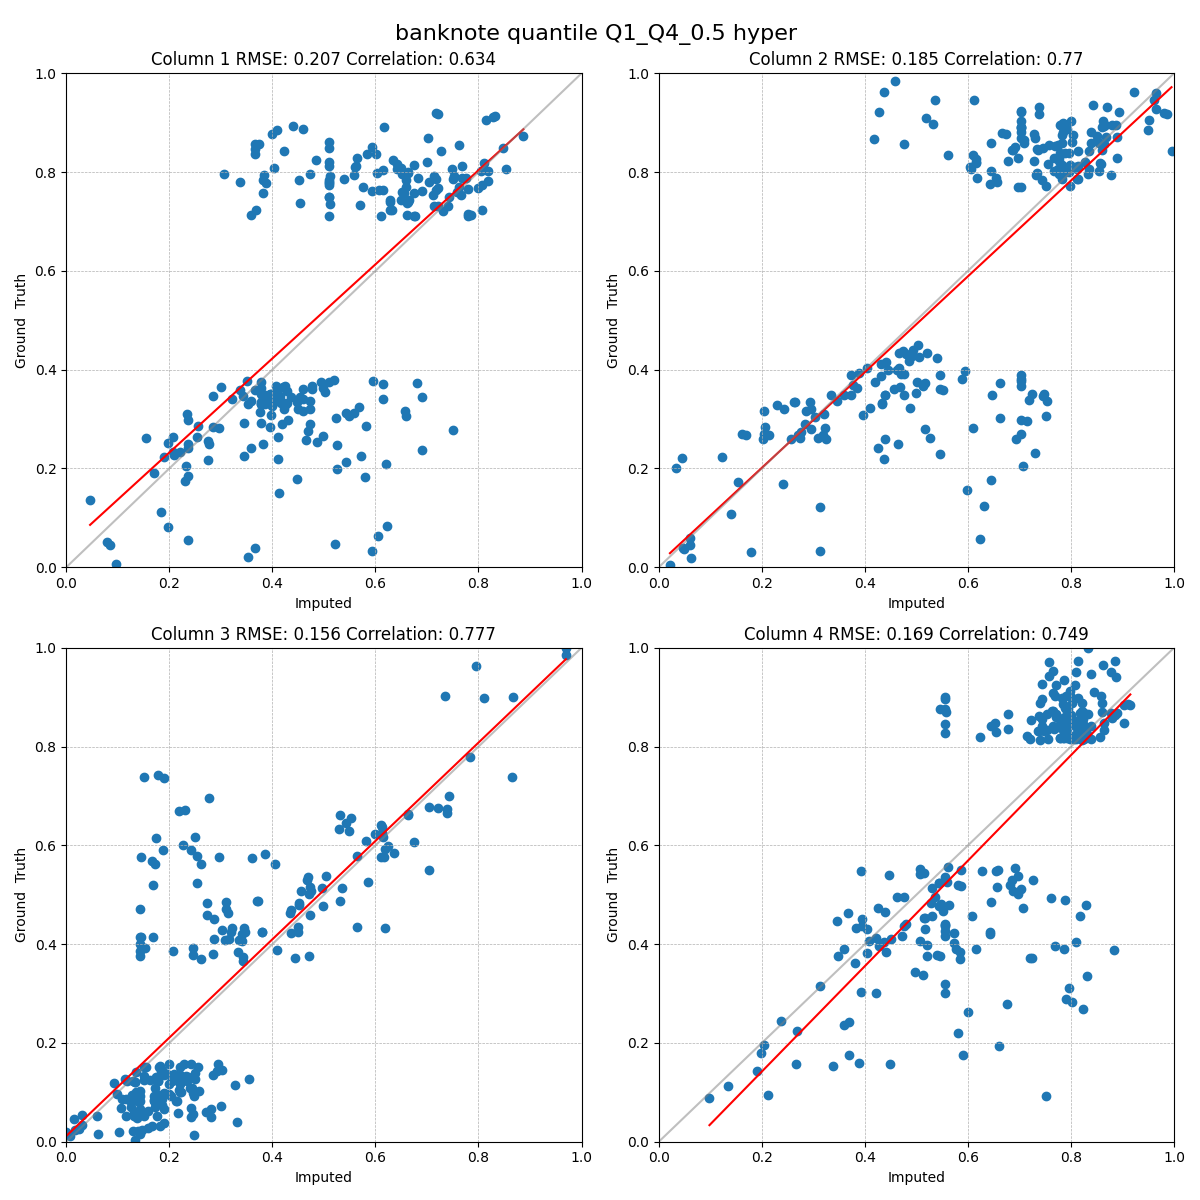 banknote quantile Q1_Q4_0.5 hyper
Column 1 RMSE: 0.207 Correlation: 0.634
1.0
0.8
0.6
0.4
0.2
0.0
Ground Truth
0.0 0.2 0.4 0.6 0.8 1.0
Imputed
Column 2 RMSE: 0.185 Correlation: 0.77
1.0
0.8
0.6
0.4
0.2
0.0
Ground Truth
0.0 0.2 0.4 0.6 0.8 1.0
Imputed
Column 3 RMSE: 0.156 Correlation: 0.777
1.0
0.8
0.6
0.4
0.2
0.0
Ground Truth
0.0 0.2 0.4 0.6 0.8 1.0
Imputed
Column 4 RMSE: 0.169 Correlation: 0.749
1.0
0.8
0.6
0.4
0.2
0.0
Ground Truth
0.0 0.2 0.4 0.6 0.8 1.0
Imputed